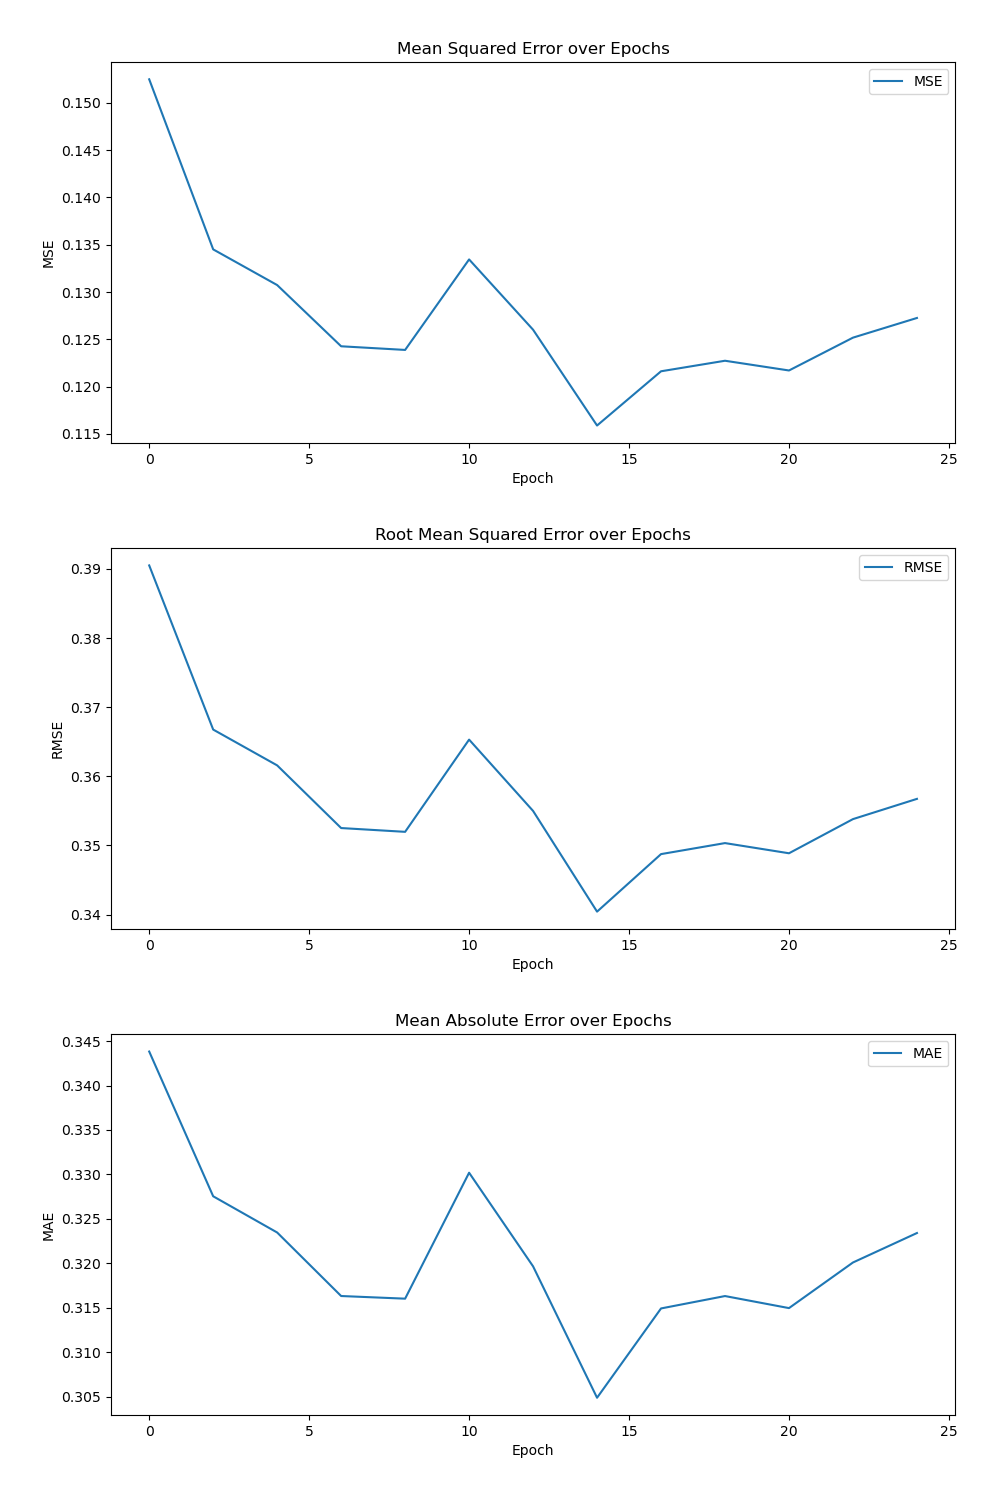 Mean Squared Error over Epochs
MSE
0.150
0.145
0.140
0.135
0.130
0.125
0.120
0.115
MSE
0 5 10 15 20 25
Epoch
Root Mean Squared Error over Epochs
RMSE
0.39
0.38
0.37
0.36
0.35
0.34
RMSE
0 5 10 15 20 25
Epoch
Mean Absolute Error over Epochs
MAE
0.345
0.340
0.335
0.330
0.325
0.320
0.315
0.310
0.305
MAE
0 5 10 15 20 25
Epoch